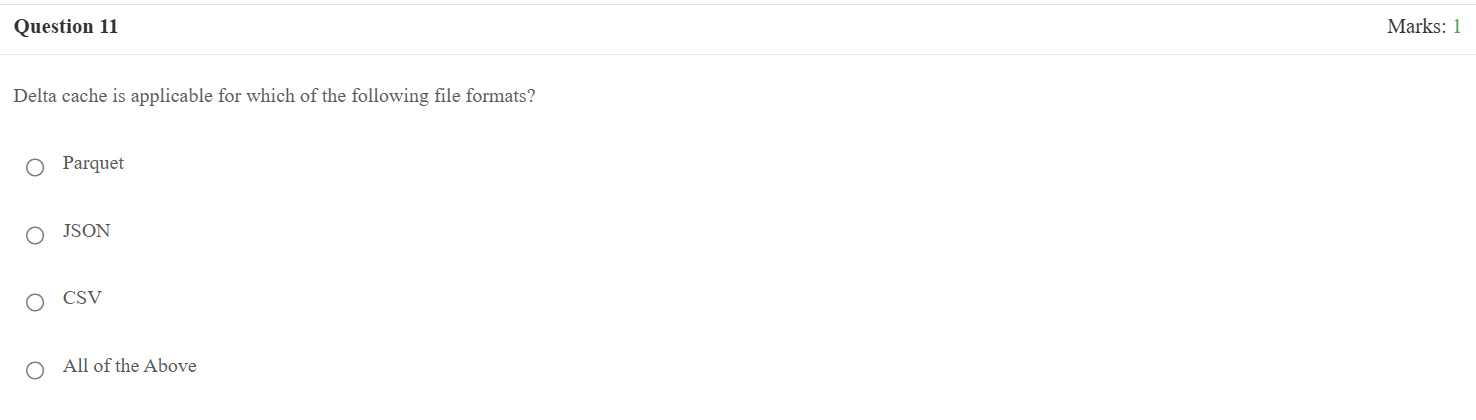 Question 11
Marks: 1
Delta cache is applicable for which of the following file formats?
Parquet
JSON
CSV
All of the Above